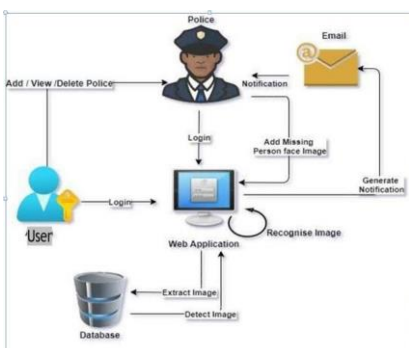 Police
Email
@
Add / View /Delete Police
Notification
Login
Add Missing
Person face Image
Generate
Notification
Login
User
Web Application
Recognise Image
Extract Image
Detect Image
Database